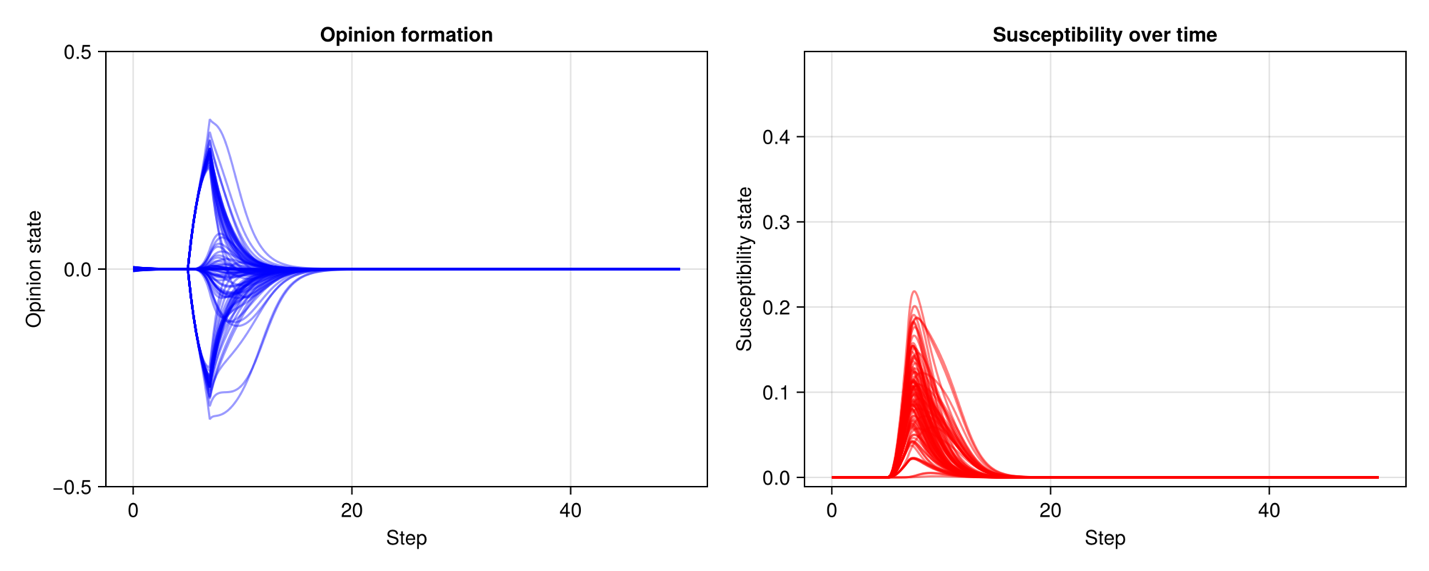 Opinion formation
0.5
0.0
−0.5
Opinion state
0
20
40
Step
Susceptibility over time
0.4
0.3
0.2
0.1
0.0
Susceptibility state
0
20
40
Step